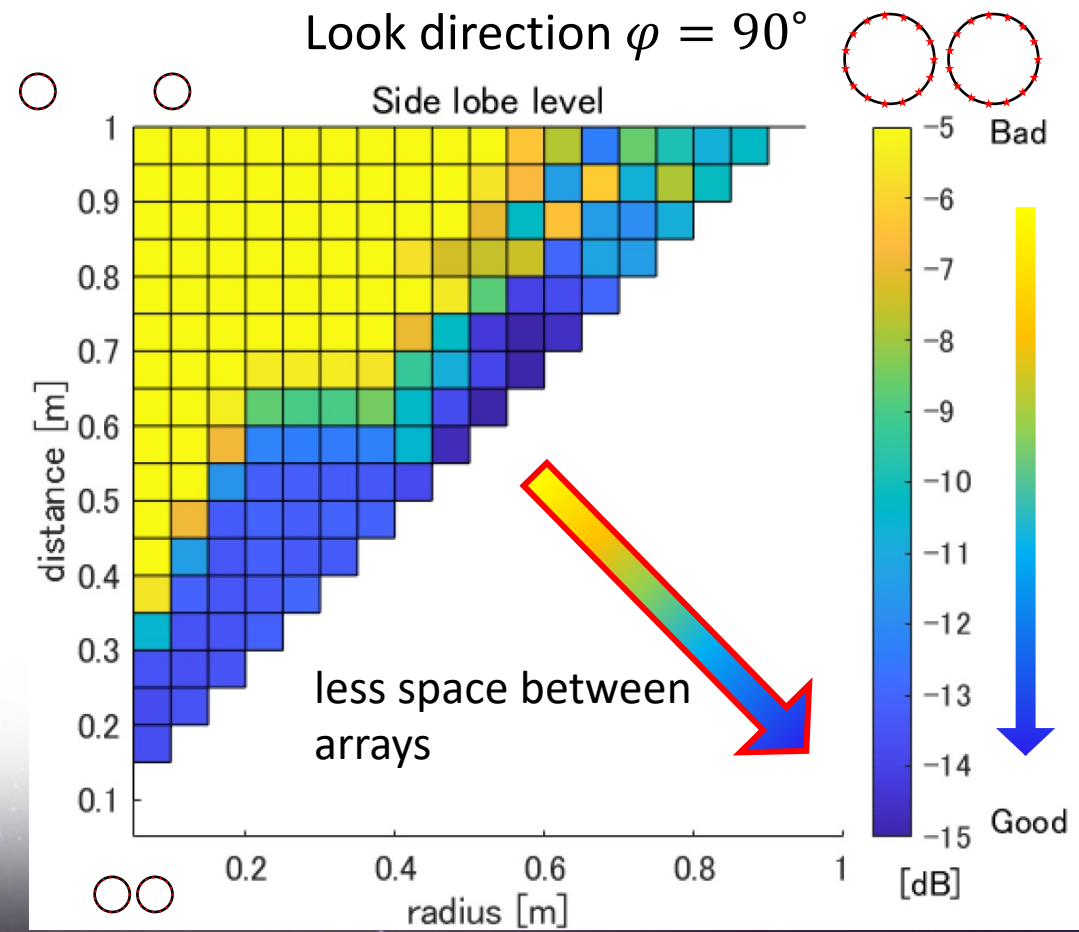 Look direction φ = 90°
Side lobe level
1
0.9
0.8
0.7
0.6
0.5
0.4
0.3
0.2
0.1
distance [m]
0.2
0.4
0.6
0.8
1
radius [m]
less space between
arrays
−5
−6
−7
−8
−9
−10
−11
−12
−13
−14
−15
[dB]
Bad
Good